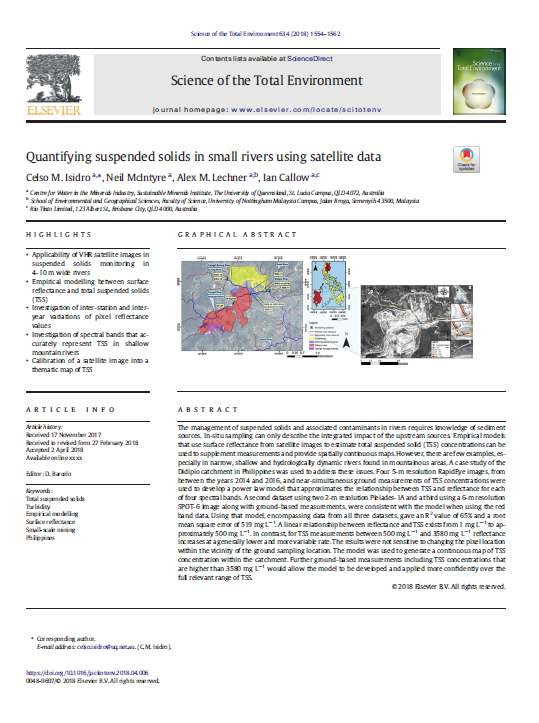 Science of the Total Environment 634 (2018) 1554–1562
Contents lists available at ScienceDirect
Science of the Total Environment
journal homepage: www.elsevier.com/locate/scitotenv
ELSEVIER
Science of the
Total Environment
Check for
updates
Quantifying suspended solids in small rivers using satellite data
Celso M. Isidro a,*, Neil McIntyre a, Alex M. Lechner a,b, Ian Callow a,c
a Centre for Water in the Minerals Industry, Sustainable Minerals Institute, The University of Queensland, St. Lucia Campus, QLD 4072, Australia
b School of Environmental and Geographical Sciences, Faculty of Science, University of Nottingham Malaysia Campus, Jalan Broga, Semenyih 43500, Malaysia
c Rio Tinto Limited, 123 Albert St., Brisbane City, QLD 4000, Australia
HIGHLIGHTS
• Applicability of VHR satellite images in
suspended solids monitoring in
4–10 m wide rivers
• Empirical modelling between surface
reflectance and total suspended solids
(TSS)
• Investigation of inter-station and inter-
year variations of pixel reflectance
values
• Investigation of spectral bands that ac-
curately represent TSS in shallow
mountain rivers
• Calibration of a satellite image into a
thematic map of TSS
GRAPHICAL ABSTRACT
ARTICLE INFO
Article history:
Received 17 November 2017
Received in revised form 27 February 2018
Accepted 2 April 2018
Available online xxxx
Editor: D. Barcelo
Keywords:
Total suspended solids
Turbidity
Empirical modelling
Surface reflectance
Small-scale mining
Philippines
ABSTRACT
The management of suspended solids and associated contaminants in rivers requires knowledge of sediment
sources. In-situ sampling can only describe the integrated impact of the upstream sources. Empirical models
that use surface reflectance from satellite images to estimate total suspended solid (TSS) concentrations can be
used to supplement measurements and provide spatially continuous maps. However, there are few examples, es-
pecially in narrow, shallow and hydrologically dynamic rivers found in mountainous areas. A case study of the
Didipio catchment in Philippines was used to address these issues. Four 5-m resolution RapidEye images, from
between the years 2014 and 2016, and near-simultaneous ground measurements of TSS concentrations were
used to develop a power law model that approximates the relationship between TSS and reflectance for each
of four spectral bands. A second dataset using two 2-m resolution Pleiades-1A and a third using a 6-m resolution
SPOT-6 image along with ground-based measurements, were consistent with the model when using the red
band data. Using that model, encompassing data from all three datasets, gave an R² value of 65% and a root
mean square error of 519 mg L⁻¹. A linear relationship between reflectance and TSS exists from 1 mg L⁻¹ to ap-
proximately 500 mg L⁻¹. In contrast, for TSS measurements between 500 mg L⁻¹ and 3580 mg L⁻¹ reflectance
increases at a generally lower and more variable rate. The results were not sensitive to changing the pixel location
within the vicinity of the ground sampling location. The model was used to generate a continuous map of TSS
concentration within the catchment. Further ground-based measurements including TSS concentrations that
are higher than 3580 mg L⁻¹ would allow the model to be developed and applied more confidently over the
full relevant range of TSS.
© 2018 Elsevier B.V. All rights reserved.
* Corresponding author.
E-mail address: celso.isidro@uq.net.au. (C.M. Isidro).
https://doi.org/10.1016/j.scitotenv.2018.04.006
0048-9697/© 2018 Elsevier B.V. All rights reserved.